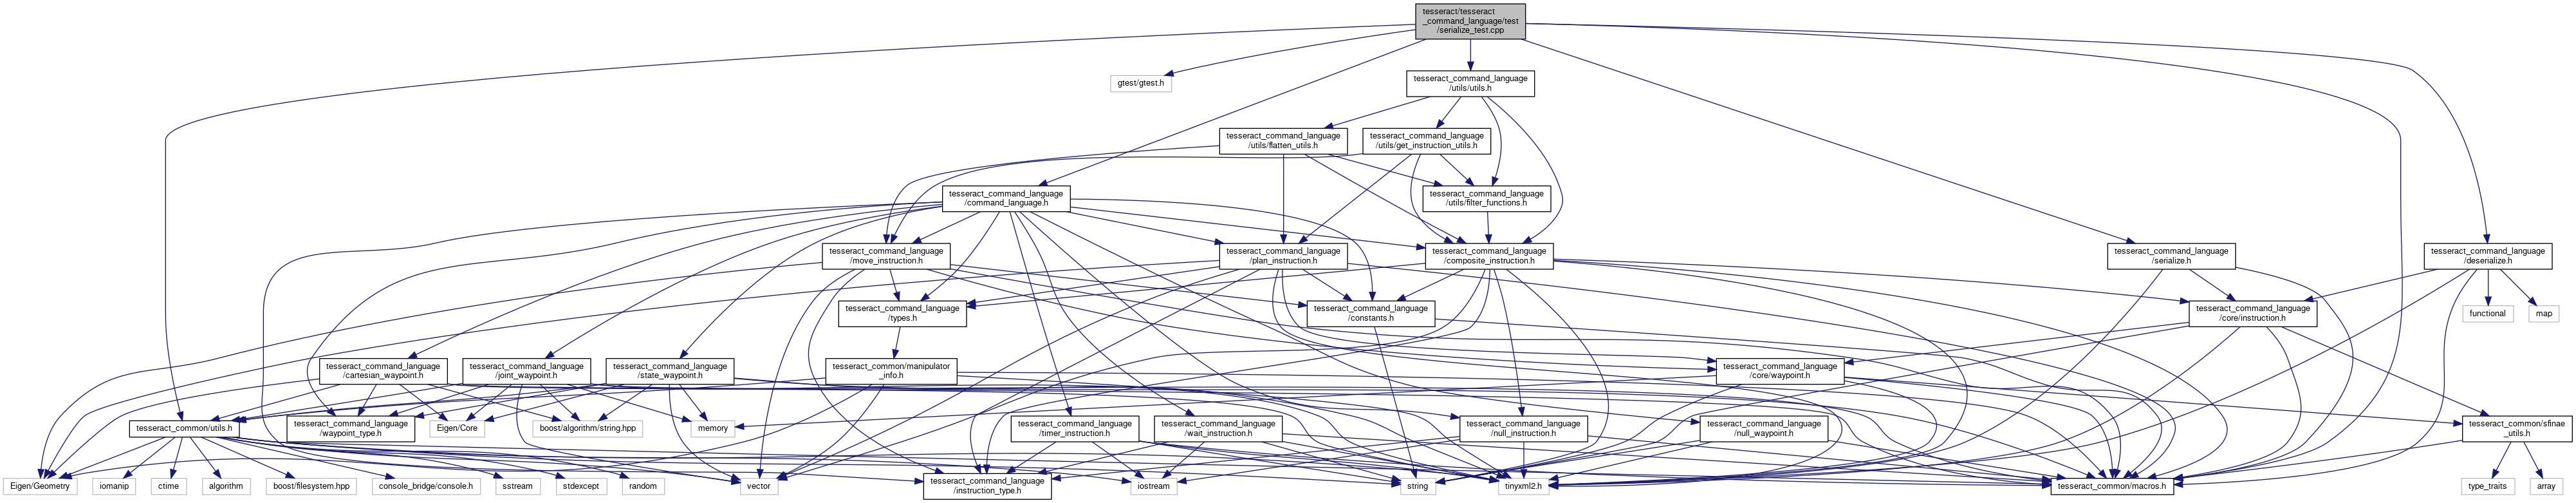 tesseract/tesseract
_command_language/test
/serialize_test.cpp
gtest/gtest.h
tesseract_command_language
/utils/utils.h
tesseract_command_language
/utils/flatten_utils.h
tesseract_command_language
/utils/get_instruction_utils.h
tesseract_command_language
/command_language.h
tesseract_command_language
/utils/filter_functions.h
tesseract_command_language
/move_instruction.h
tesseract_command_language
/plan_instruction.h
tesseract_command_language
/composite_instruction.h
tesseract_command_language
/serialize.h
tesseract_command_language
/deserialize.h
tesseract_command_language
/types.h
tesseract_command_language
/constants.h
tesseract_command_language
/core/instruction.h
functional
map
tesseract_command_language
/cartesian_waypoint.h
tesseract_command_language
/joint_waypoint.h
tesseract_command_language
/state_waypoint.h
tesseract_common/manipulator
_info.h
tesseract_command_language
/core/waypoint.h
tesseract_common/utils.h
tesseract_command_language
/waypoint_type.h
Eigen/Core
boost/algorithm/string.hpp
memory
tesseract_command_language
/timer_instruction.h
tesseract_command_language
/wait_instruction.h
tesseract_command_language
/null_instruction.h
tesseract_command_language
/null_waypoint.h
tesseract_common/sfinae
_utils.h
Eigen/Geometry
iomanip
ctime
algorithm
boost/filesystem.hpp
console_bridge/console.h
sstream
stdexcept
random
vector
tesseract_command_language
/instruction_type.h
iostream
string
tinyxml2.h
tesseract_common/macros.h
type_traits
array